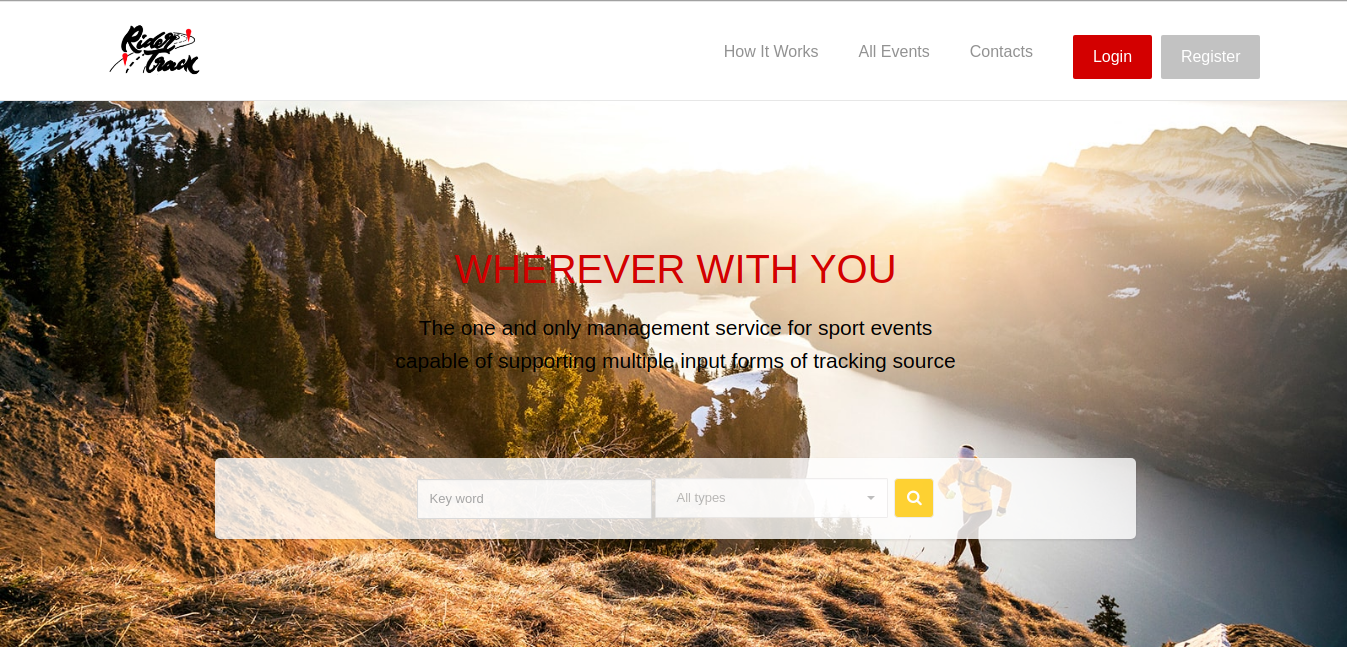 Rider
Track
How It Works
All Events
Contacts
Login
Register
WHEREVER WITH YOU
The one and only management service for sport events
capable of supporting multiple input forms of tracking source
Key word
All types